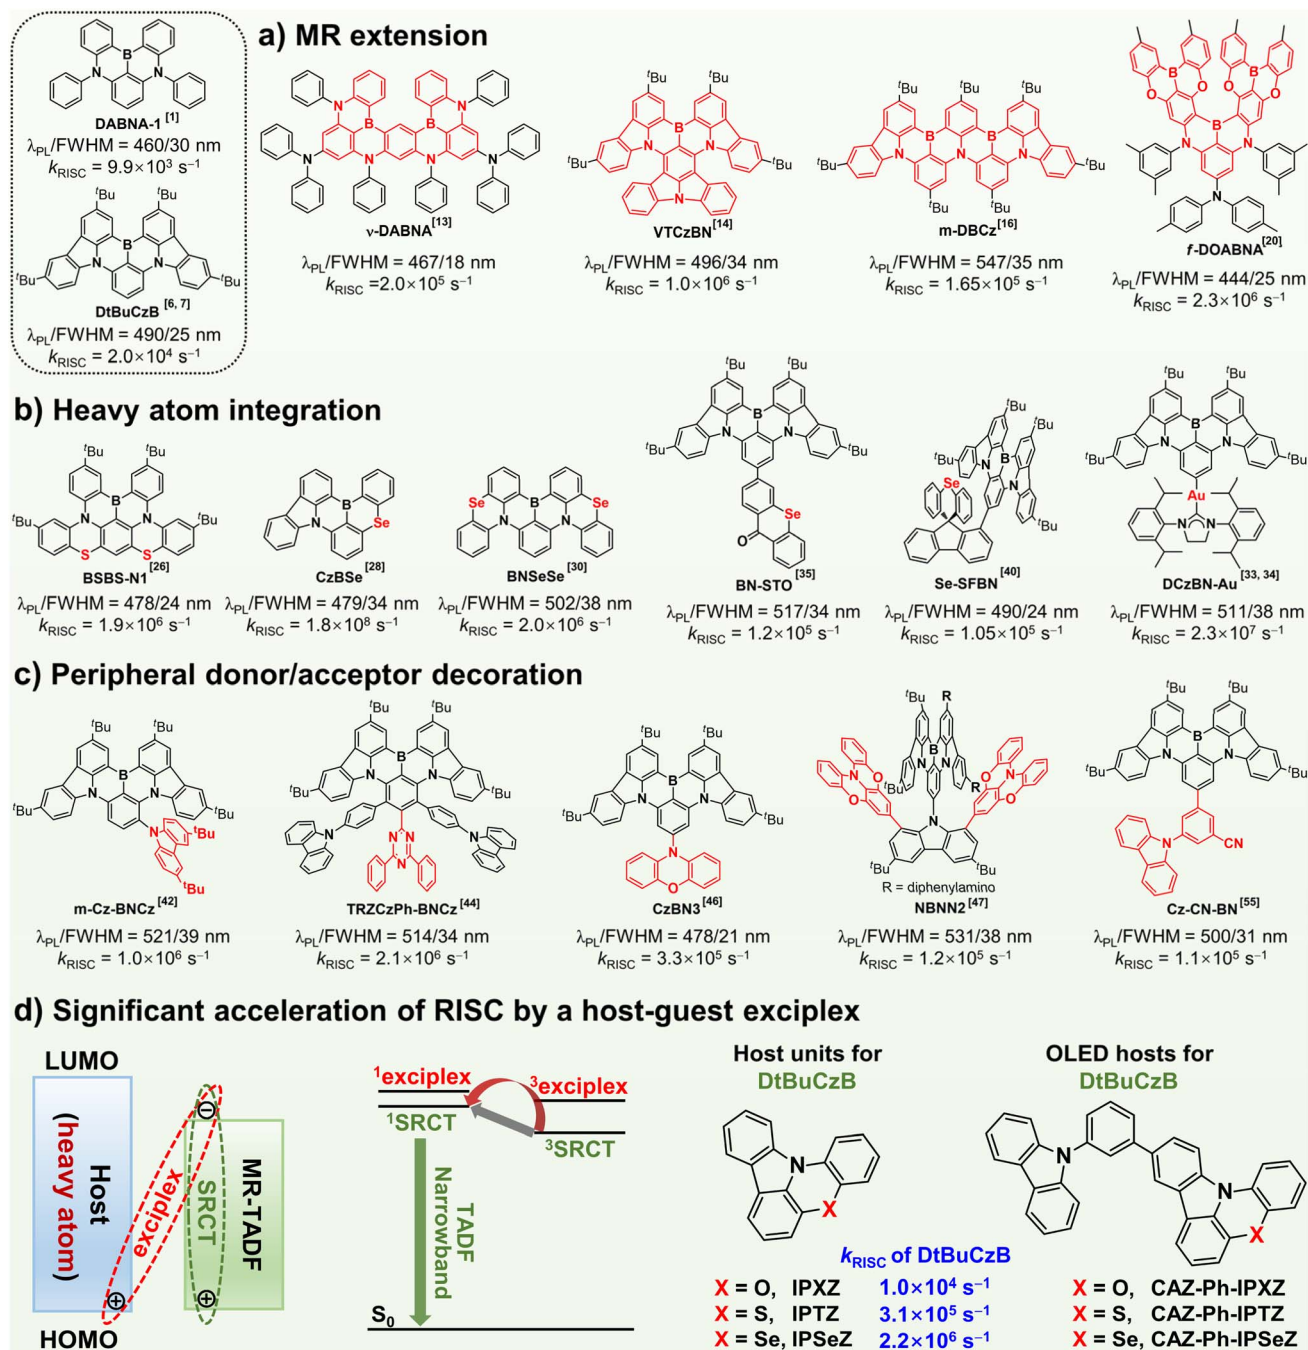 DABNA-1 [1]
λPL/FWHM = 460/30 nm
kRISC = 9.9×10³ s⁻¹
ᵗBu ᵗBu
B
N N
ᵗBu ᵗBu
DtBuCzB [6, 7]
λPL/FWHM = 490/25 nm
kRISC = 2.0×10⁴ s⁻¹
a) MR extension
ν-DABNA[13]
λPL/FWHM = 467/18 nm
kRISC =2.0×10⁵ s⁻¹
VTCzBN[14]
λPL/FWHM = 496/34 nm
kRISC = 1.0×10⁶ s⁻¹
m-DBCz[16]
λPL/FWHM = 547/35 nm
kRISC = 1.65×10⁵ s⁻¹
f-DOABNA[20]
λPL/FWHM = 444/25 nm
kRISC = 2.3×10⁶ s⁻¹
b) Heavy atom integration
BSBS-N1 [26]
λPL/FWHM = 478/24 nm
kRISC = 1.9×10⁶ s⁻¹
CzBSe [28]
λPL/FWHM = 479/34 nm
kRISC = 1.8×10⁸ s⁻¹
BNSeSe [30]
λPL/FWHM = 502/38 nm
kRISC = 2.0×10⁶ s⁻¹
BN-STO [35]
λPL/FWHM = 517/34 nm
kRISC = 1.2×10⁵ s⁻¹
Se-SFBN [40]
λPL/FWHM = 490/24 nm
kRISC = 1.05×10⁵ s⁻¹
DCzBN-Au [33, 34]
λPL/FWHM = 511/38 nm
kRISC = 2.3×10⁷ s⁻¹
c) Peripheral donor/acceptor decoration
m-Cz-BNCz [42]
λPL/FWHM = 521/39 nm
kRISC = 1.0×10⁶ s⁻¹
TRZCzPh-BNCz [44]
λPL/FWHM = 514/34 nm
kRISC = 2.1×10⁶ s⁻¹
CzBN3 [46]
λPL/FWHM = 478/21 nm
kRISC = 3.3×10⁵ s⁻¹
R = diphenylamino
NBNN2 [47]
λPL/FWHM = 531/38 nm
kRISC = 1.2×10⁵ s⁻¹
CN
Cz-CN-BN [55]
λPL/FWHM = 500/31 nm
kRISC = 1.1×10⁵ s⁻¹
d) Significant acceleration of RISC by a host-guest exciplex
LUMO
Host
(heavy atom)
exciplex
SRCT
MR-TADF
HOMO
¹exciplex
³exciplex
¹SRCT
³SRCT
TADF
Narrowband
S₀
Host units for
DtBuCzB
N
X
OLED hosts for
DtBuCzB
N
N
X
kRISC of DtBuCzB
X = O, IPXZ 1.0×10⁴ s⁻¹ X = O, CAZ-Ph-IPXZ
X = S, IPTZ 3.1×10⁵ s⁻¹ X = S, CAZ-Ph-IPTZ
X = Se, IPSeZ 2.2×10⁶ s⁻¹ X = Se, CAZ-Ph-IPSeZ